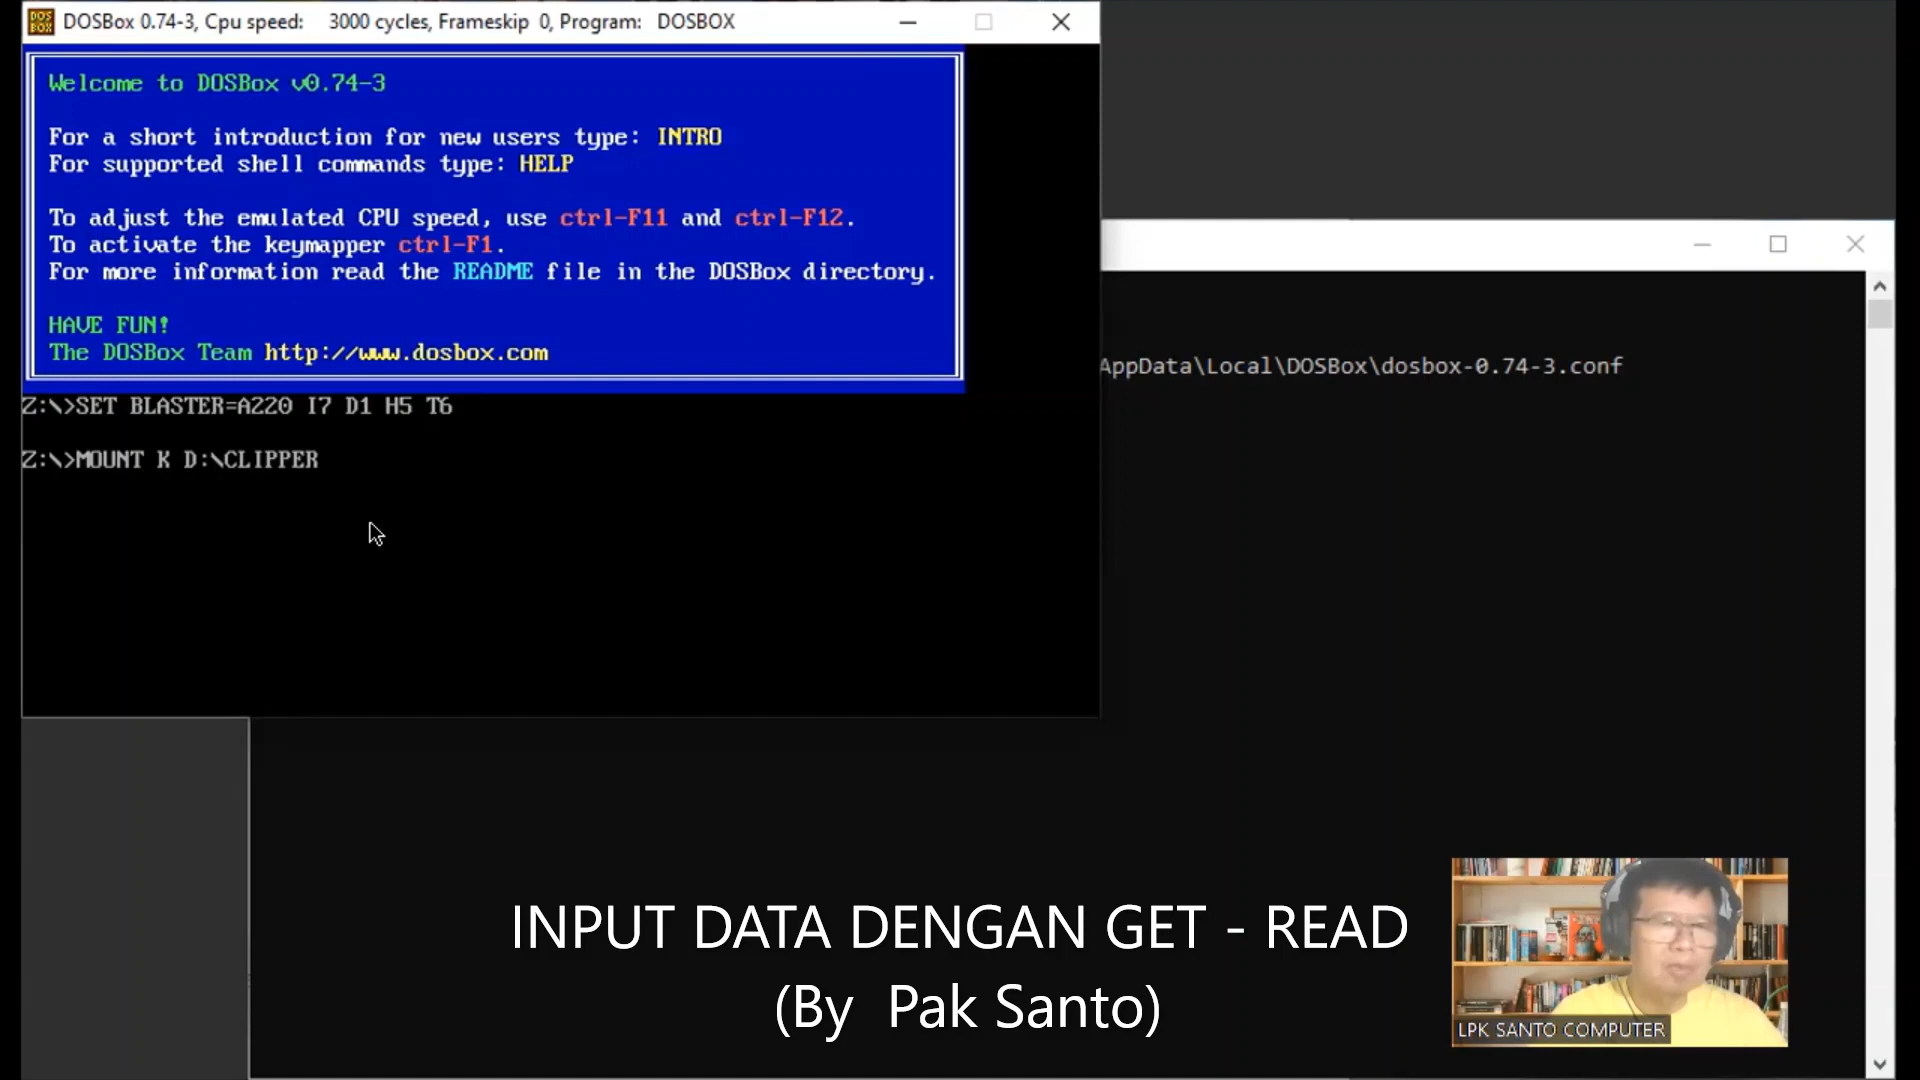 DOSBox 0.74-3, Cpu speed: 3000 cycles, Frameskip 0, Program: DOSBOX
Welcome to DOSBox v0.74-3
For a short introduction for new users type: INTRO
For supported shell commands type: HELP
To adjust the emulated CPU speed, use ctrl-F11 and ctrl-F12.
To activate the keymapper ctrl-F1.
For more information read the README file in the DOSBox directory.
HAVE FUN!
The DOSBox Team http://www.dosbox.com
Z:\>SET BLASTER=A220 I7 D1 H5 T6
Z:\>MOUNT K D:\CLIPPER
AppData\Local\DOSBox\dosbox-0.74-3.conf
INPUT DATA DENGAN GET - READ
(By Pak Santo)
LPK SANTO COMPUTER